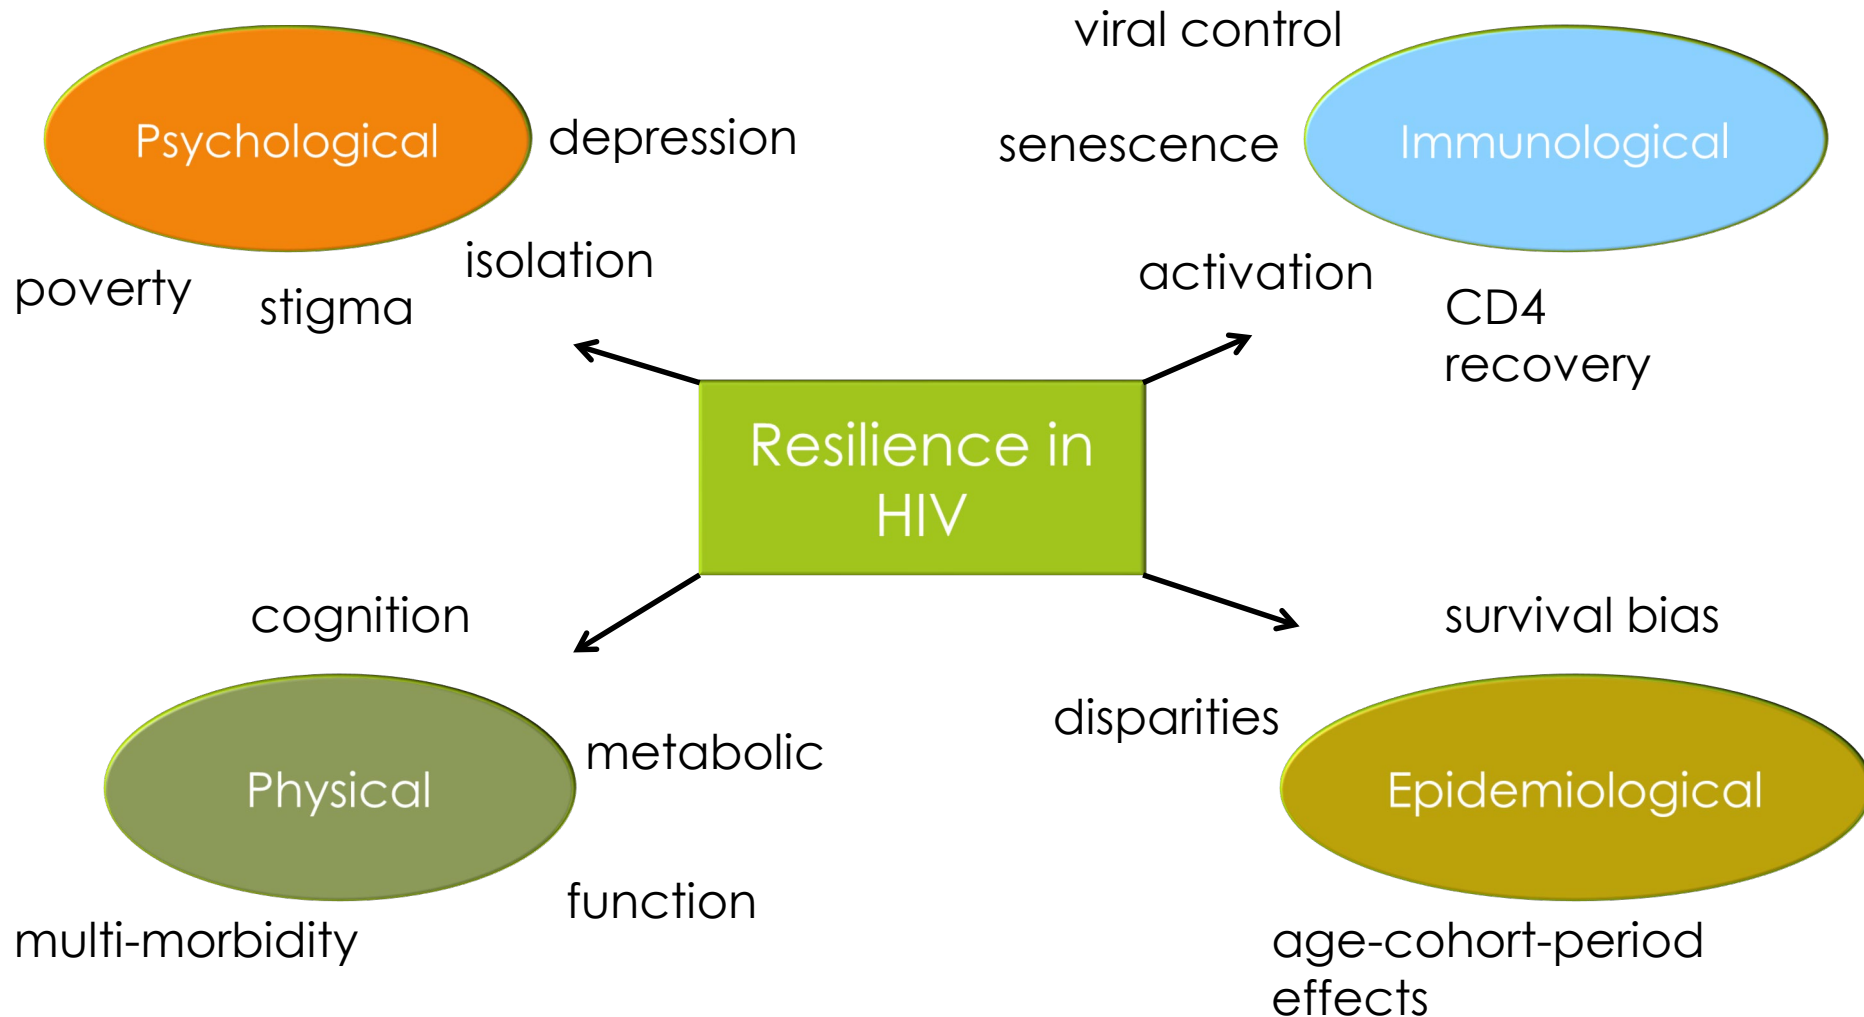 viral control
Psychological
depression
senescence
Immunological
isolation
activation
poverty
stigma
CD4
recovery
Resilience in
HIV
cognition
survival bias
disparities
metabolic
Physical
Epidemiological
function
multi-morbidity
age-cohort-period
effects